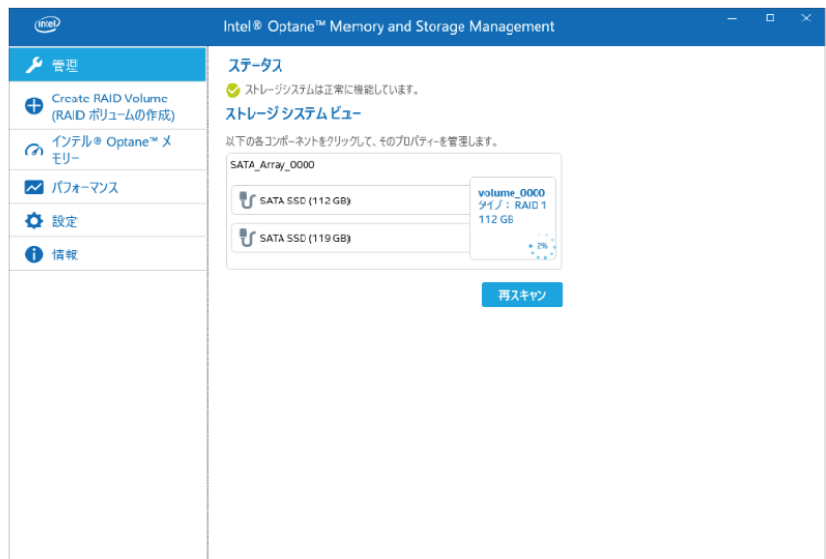 intel
Intel® Optane™ Memory and Storage Management
管理
Create RAID Volume
(RAID ボリュームの作成)
インテル® Optane™ メ
モリー
パフォーマンス
設定
情報
ステータス
ストレージシステムは正常に機能しています。
ストレージ システム ビュー
以下の各コンポーネントをクリックして、そのプロパティーを管理します。
SATA_Array_0000
SATA SSD (112 GB)
SATA SSD (119 GB)
volume_0000
タイプ : RAID 1
112 GB
2%
再スキャン